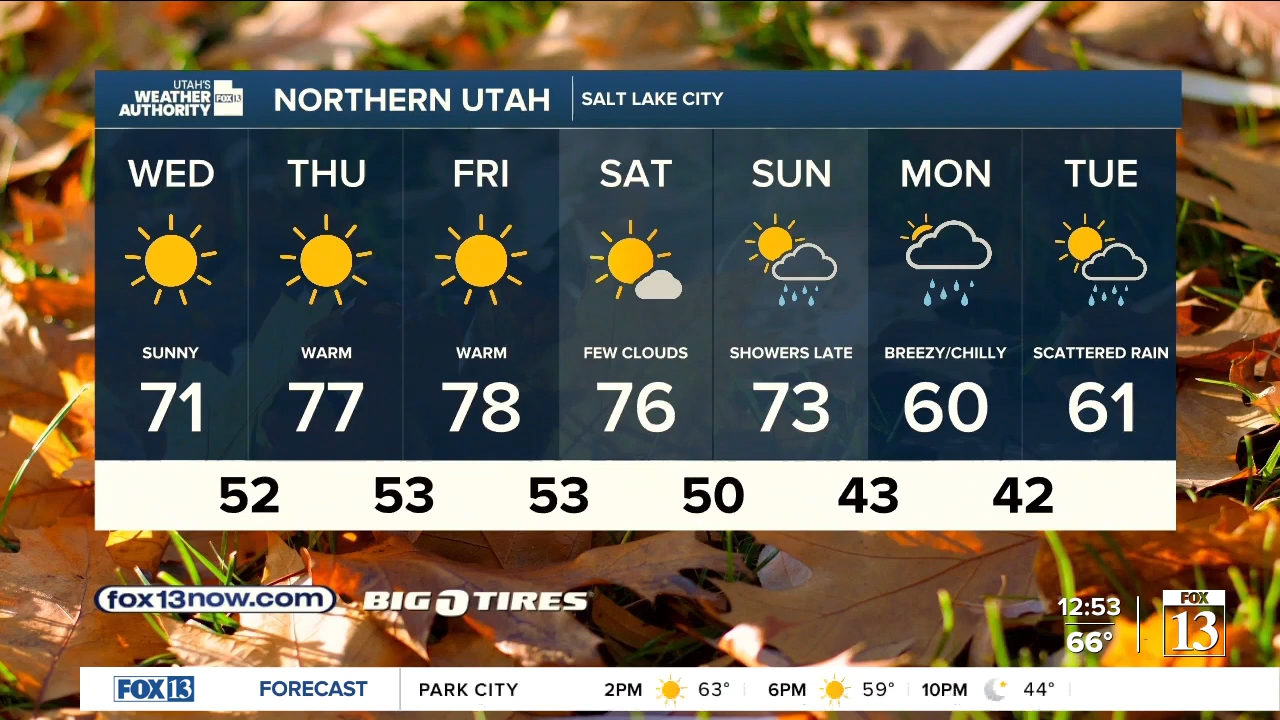 UTAH'S
WEATHER
AUTHORITY
FOX 13
NORTHERN UTAH
SALT LAKE CITY
WED THU FRI SAT SUN MON TUE
SUNNY WARM WARM FEW CLOUDS SHOWERS LATE BREEZY/CHILLY SCATTERED RAIN
71 77 78 76 73 60 61
52 53 53 50 43 42
fox13now.com BIG O TIRES
12:53
66°
FOX
13
FOX 13 FORECAST PARK CITY 2PM 63° 6PM 59° 10PM 44°